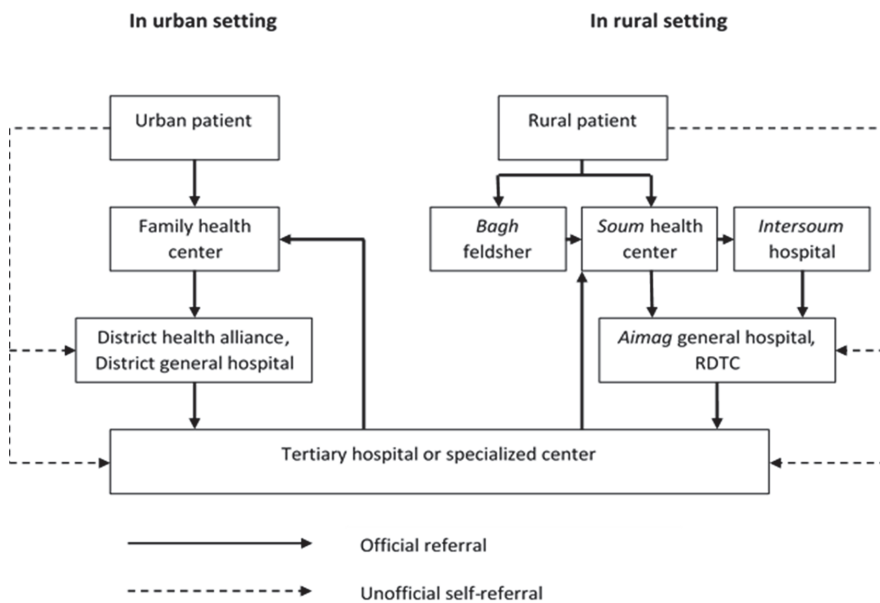 In urban setting
In rural setting
Urban patient
Rural patient
Family health
center
Bagh
feldsher
Soum health
center
Intersoum
hospital
District health alliance,
District general hospital
Aimag general hospital,
RDTC
Tertiary hospital or specialized center
Official referral
Unofficial self-referral